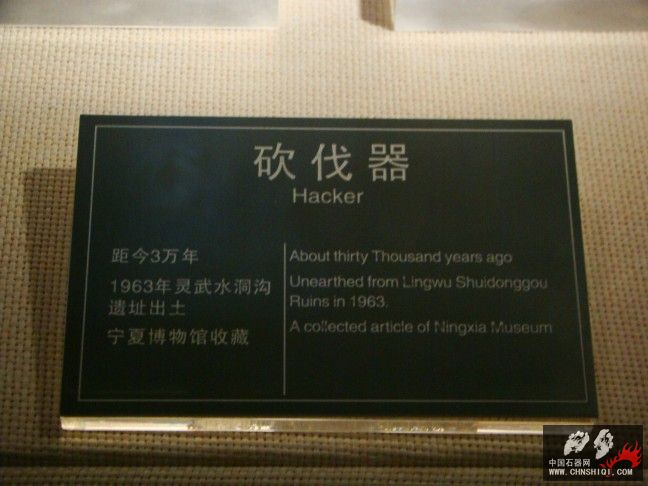 砍伐器
Hacker
距今3万年
1963年灵武水洞沟
遗址出土
宁夏博物馆收藏
About thirty Thousand years ago
Unearthed from Lingwu Shuidonggou
Ruins in 1963.
A collected article of Ningxia Museum
中国石器网
WWW.CHNSHIQI.COM